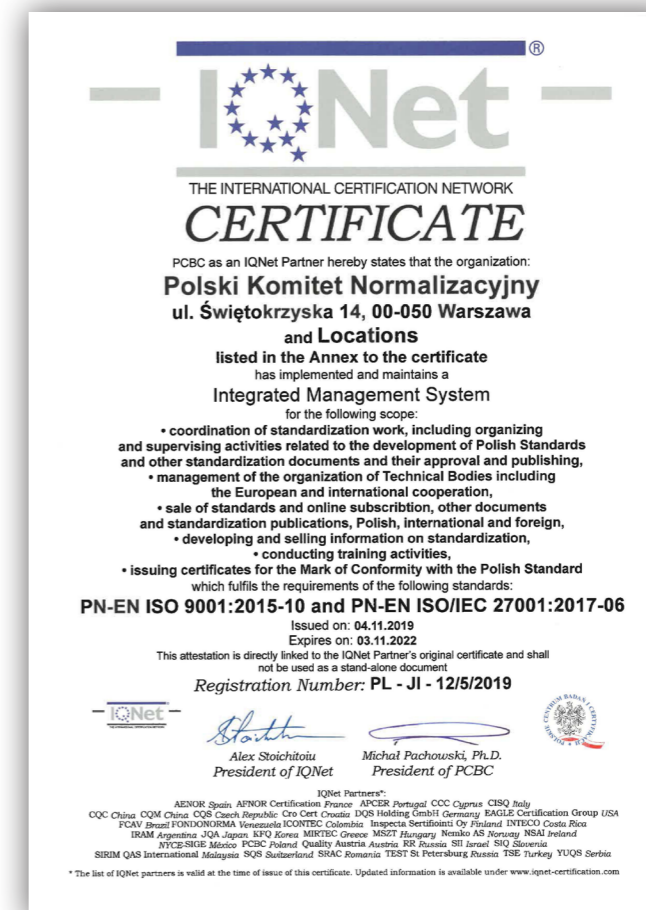 IQNet ®
THE INTERNATIONAL CERTIFICATION NETWORK
CERTIFICATE
PCBC as an IQNet Partner hereby states that the organization:
Polski Komitet Normalizacyjny
ul. Świętokrzyska 14, 00-050 Warszawa
and Locations
listed in the Annex to the certificate
has implemented and maintains a
Integrated Management System
for the following scope:
• coordination of standardization work, including organizing
and supervising activities related to the development of Polish Standards
and other standardization documents and their approval and publishing,
• management of the organization of Technical Bodies including
the European and international cooperation,
• sale of standards and online subscribtion, other documents
and standardization publications, Polish, international and foreign,
• developing and selling information on standardization,
• conducting training activities,
• issuing certificates for the Mark of Conformity with the Polish Standard
which fulfils the requirements of the following standards:
PN-EN ISO 9001:2015-10 and PN-EN ISO/IEC 27001:2017-06
Issued on: 04.11.2019
Expires on: 03.11.2022
This attestation is directly linked to the IQNet Partner's original certificate and shall
not be used as a stand-alone document
Registration Number: PL - JI - 12/5/2019
IQNet
POLSKIE CENTRUM BADAŃ I CERTYFIKACJI
Alex Stoichitoiu
President of IQNet
Michał Pachowski, Ph.D.
President of PCBC
IQNet Partners*:
AENOR Spain AFNOR Certification France APCER Portugal CCC Cyprus CISQ Italy
CQC China CQM China CQS Czech Republic Cro Cert Croatia DQS Holding GmbH Germany EAGLE Certification Group USA
FCAV Brazil FONDONORMA Venezuela ICONTEC Colombia Inspecta Sertifiointi Oy Finland INTECO Costa Rica
IRAM Argentina JQA Japan KFQ Korea MIRTEC Greece MSZT Hungary Nemko AS Norway NSAI Ireland
NYCE-SIGE México PCBC Poland Quality Austria Austria RR Russia SII Israel SIQ Slovenia
SIRIM QAS International Malaysia SQS Switzerland SRAC Romania TEST St Petersburg Russia TSE Turkey YUQS Serbia
* The list of IQNet partners is valid at the time of issue of this certificate. Updated information is available under www.iqnet-certification.com